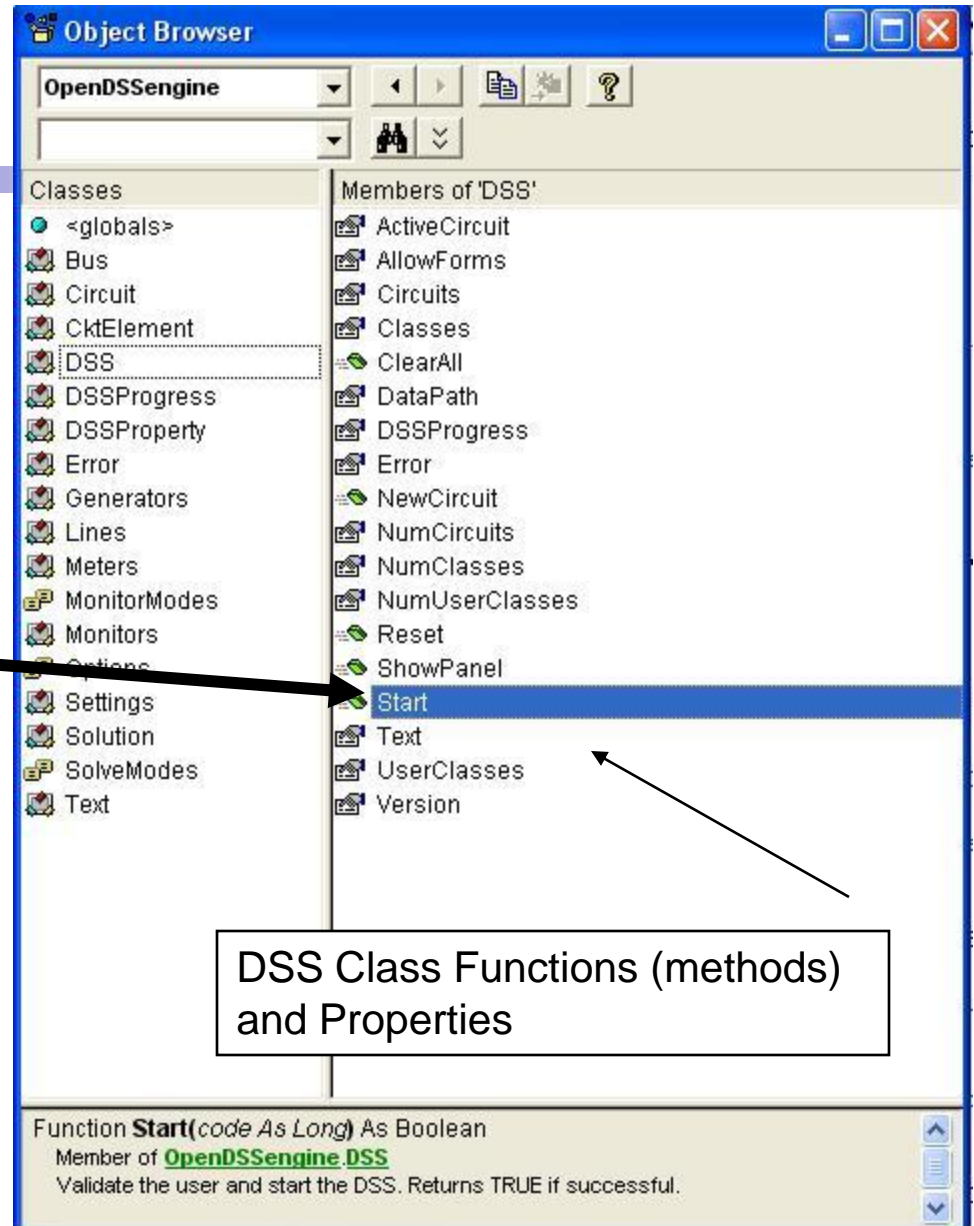 Object Browser
OpenDSSengine
Classes
<globals>
Bus
Circuit
CktElement
DSS
DSSProgress
DSSProperty
Error
Generators
Lines
Meters
MonitorModes
Monitors
Options
Settings
Solution
SolveModes
Text
Members of 'DSS'
ActiveCircuit
AllowForms
Circuits
Classes
ClearAll
DataPath
DSSProgress
Error
NewCircuit
NumCircuits
NumClasses
NumUserClasses
Reset
ShowPanel
Start
Text
UserClasses
Version
DSS Class Functions (methods)
and Properties
Function Start(code As Long) As Boolean
Member of OpenDSSengine.DSS
Validate the user and start the DSS. Returns TRUE if successful.